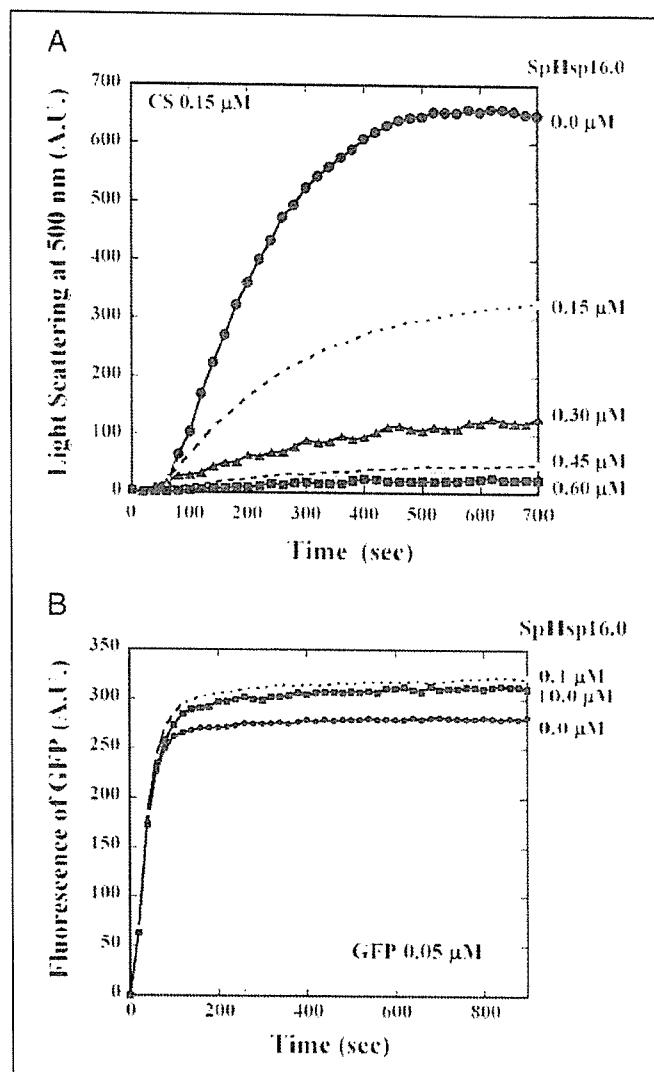 A
SpHsp16.0
CS 0.15 μM
700
600
500
400
300
200
100
0
Light Scattering at 500 nm (A.U.)
0.0 μM
0.15 μM
0.30 μM
0.45 μM
0.60 μM
0 100 200 300 400 500 600 700
Time (sec)
B
SpHsp16.0
350
300
250
200
150
100
50
0
Fluorescence of GFP (A.U.)
0.1 μM
10.0 μM
0.0 μM
GFP 0.05 μM
0 200 400 600 800
Time (sec)